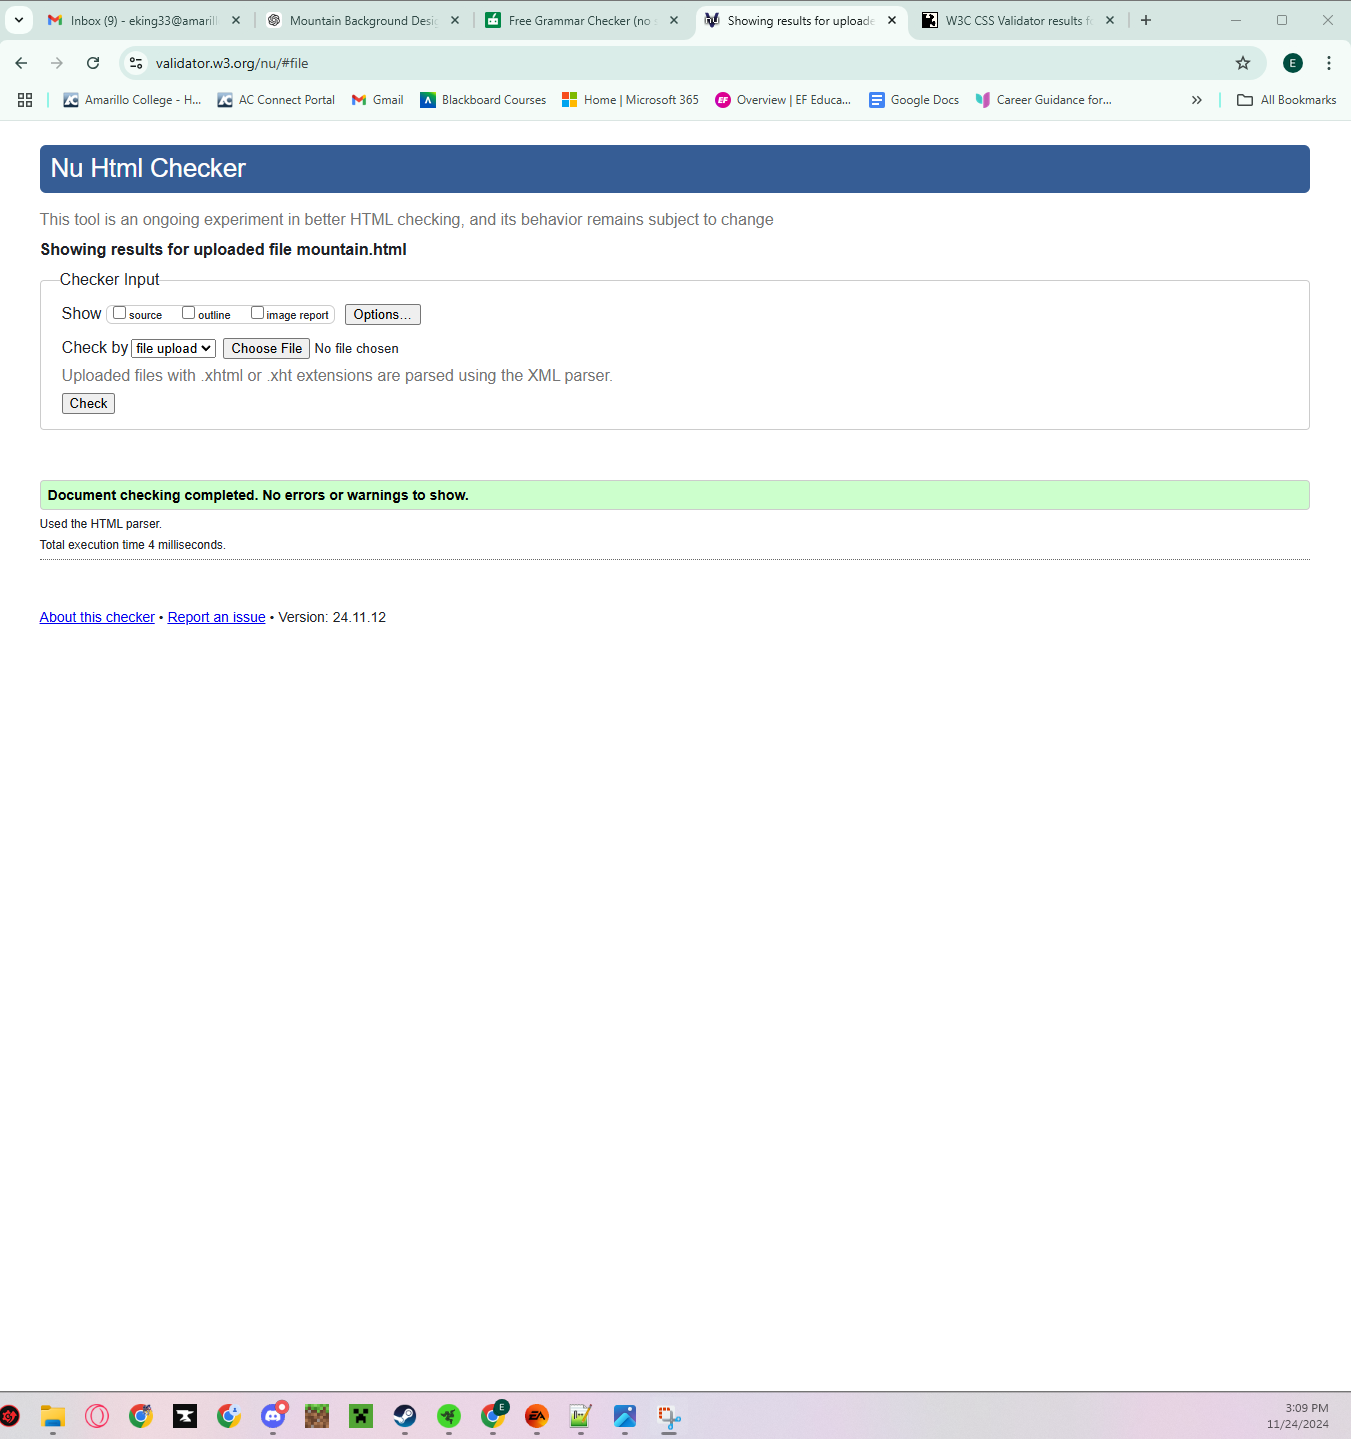 Inbox (9) - eking33@amarill
Mountain Background Desig
Free Grammar Checker (no s
Showing results for uploade
W3C CSS Validator results fo
validator.w3.org/nu/#file
E
Amarillo College - H...
AC Connect Portal
Gmail
Blackboard Courses
Home | Microsoft 365
Overview | EF Educa...
Google Docs
Career Guidance for...
All Bookmarks
Nu Html Checker
This tool is an ongoing experiment in better HTML checking, and its behavior remains subject to change
Showing results for uploaded file mountain.html
Checker Input
Show source outline image report Options...
Check by file upload Choose File No file chosen
Uploaded files with .xhtml or .xht extensions are parsed using the XML parser.
Check
Document checking completed. No errors or warnings to show.
Used the HTML parser.
Total execution time 4 milliseconds.
About this checker • Report an issue • Version: 24.11.12
3:09 PM
11/24/2024